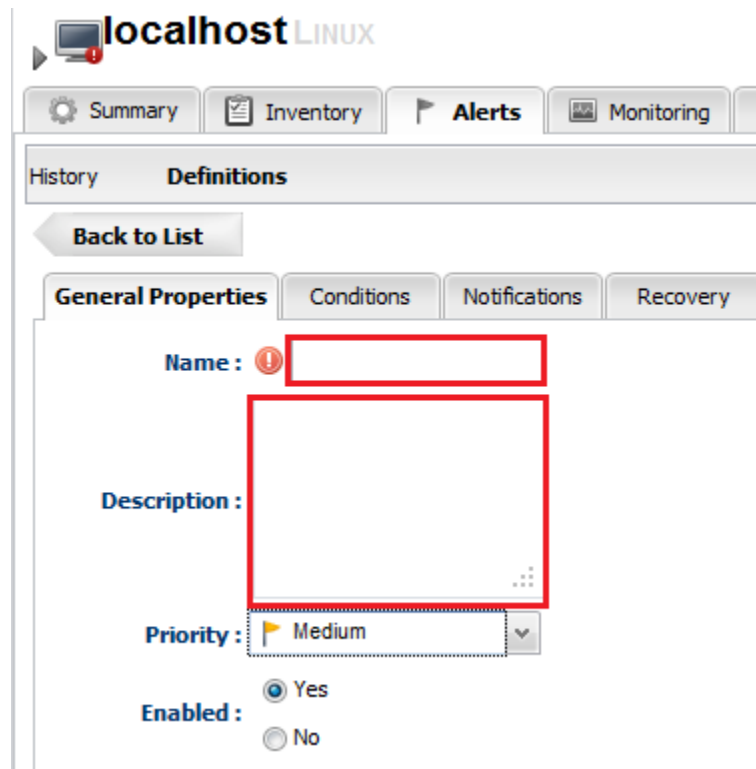 localhost LINUX
Summary Inventory Alerts Monitoring
History Definitions
Back to List
General Properties Conditions Notifications Recovery
Name :
Description :
Priority : Medium
Enabled : Yes
No